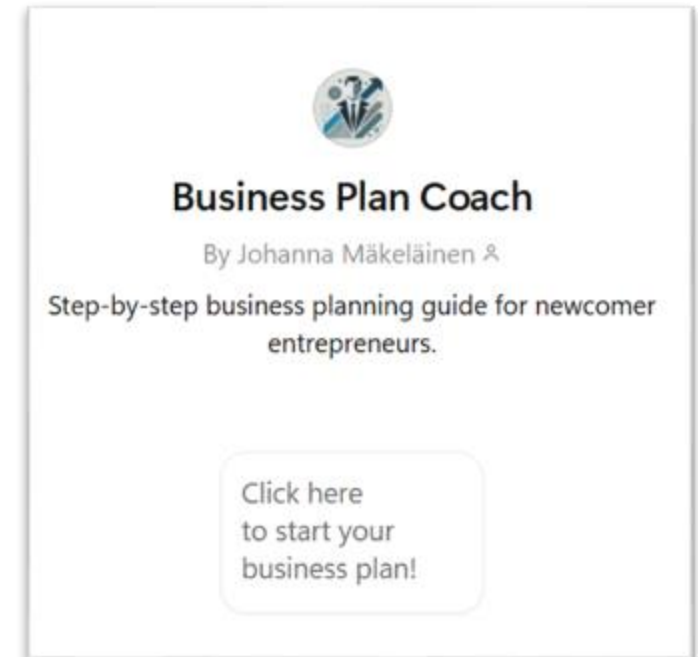 Business Plan Coach
By Johanna Mäkeläinen
Step-by-step business planning guide for newcomer
entrepreneurs.
Click here
to start your
business plan!